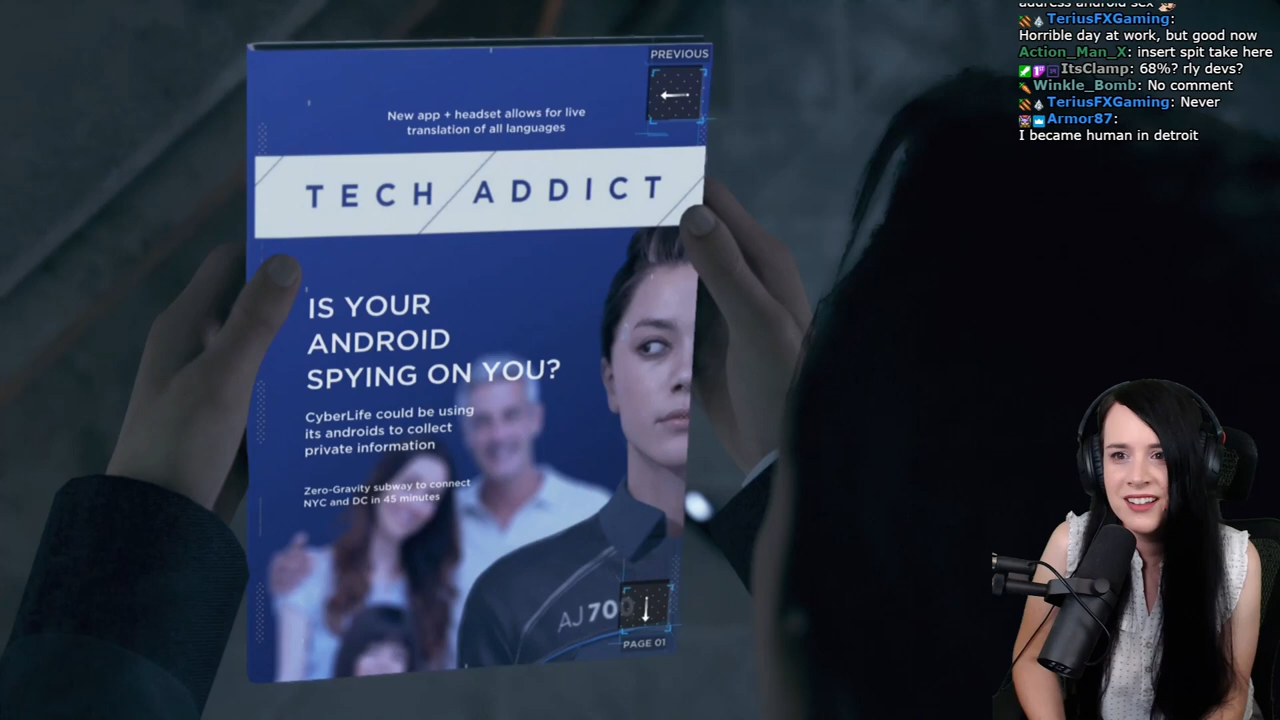 PREVIOUS
New app + headset allows for live
translation of all languages
TECH ADDICT
IS YOUR
ANDROID
SPYING ON YOU?
CyberLife could be using
its androids to collect
private information
Zero-Gravity subway to connect
NYC and DC in 45 minutes
AJ700
PAGE 01
address android sex
TeriusFXGaming:
Horrible day at work, but good now
Action_Man_X: insert spit take here
ItsClamp: 68%? rly devs?
Winkle_Bomb: No comment
TeriusFXGaming: Never
Armor87:
I became human in detroit